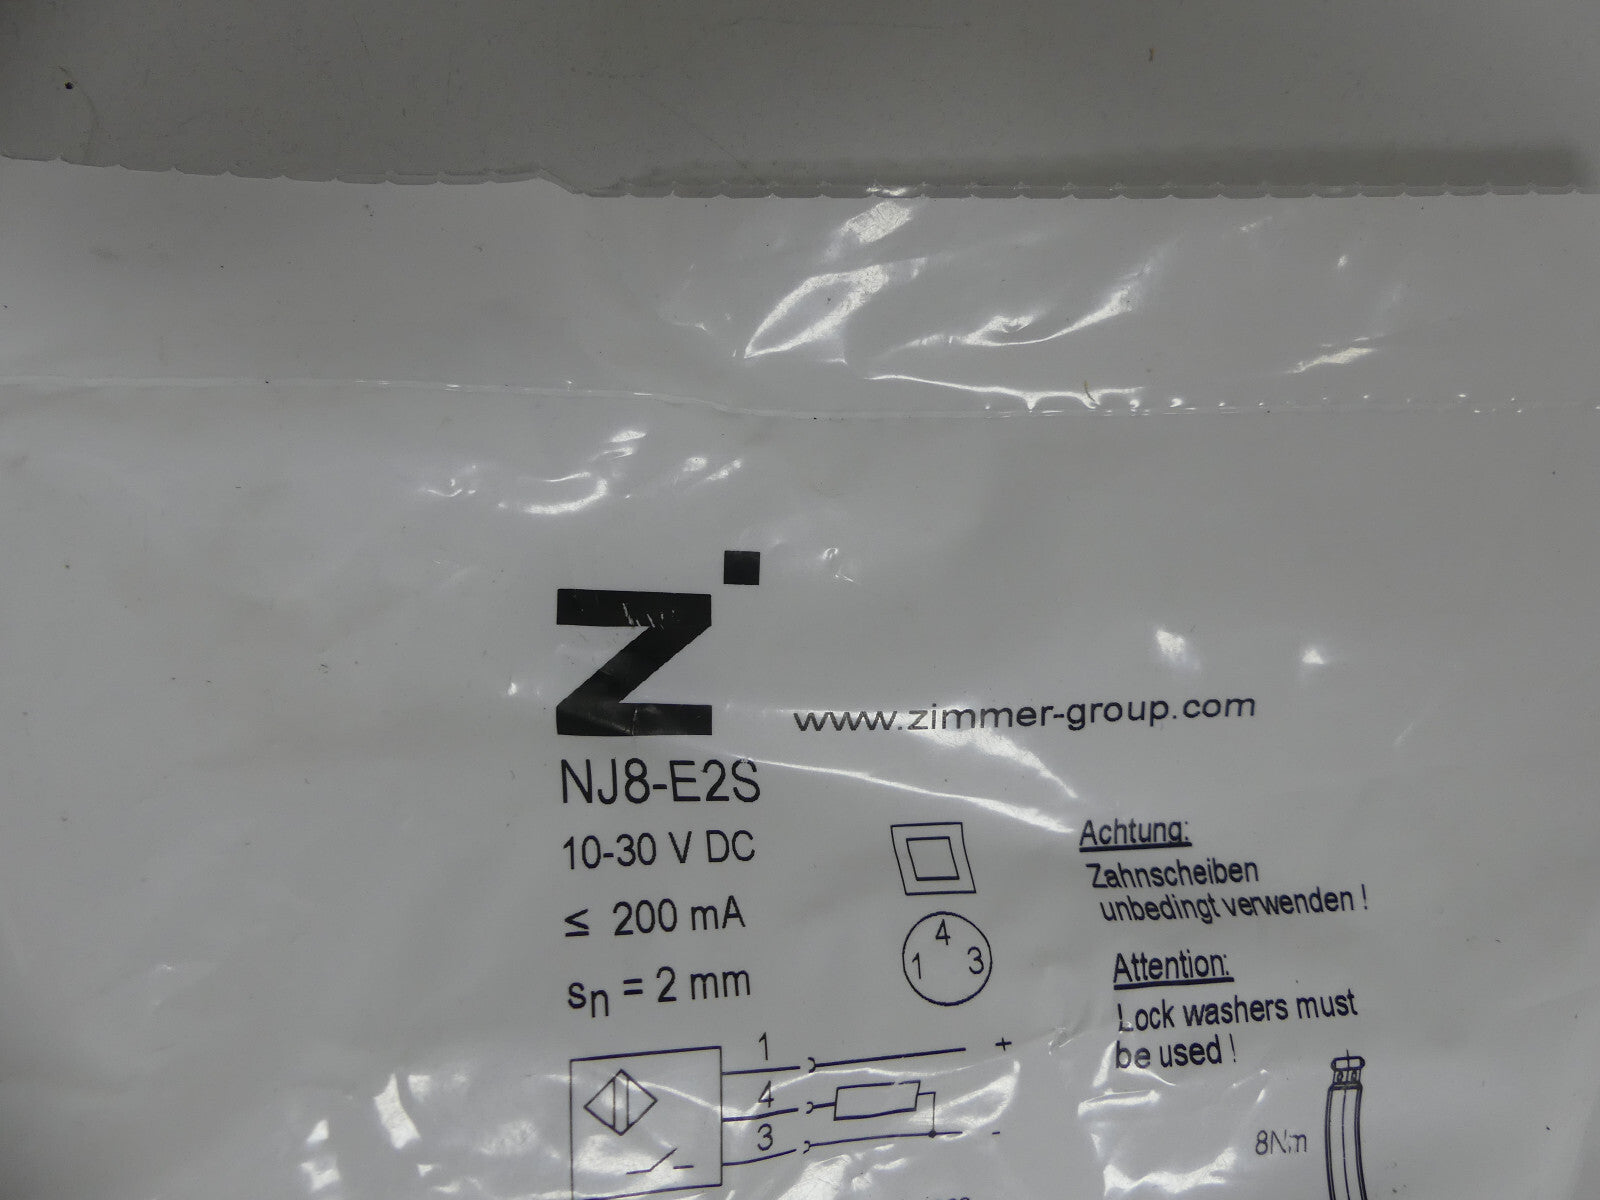 Z
www.zimmer-group.com
NJ8-E2S
10-30 V DC
≤ 200 mA
sn = 2 mm
4
1 3
Achtung:
Zahnscheiben
unbedingt verwenden !
Attention:
Lock washers must
be used !
1 +
4
3 -
8Nm